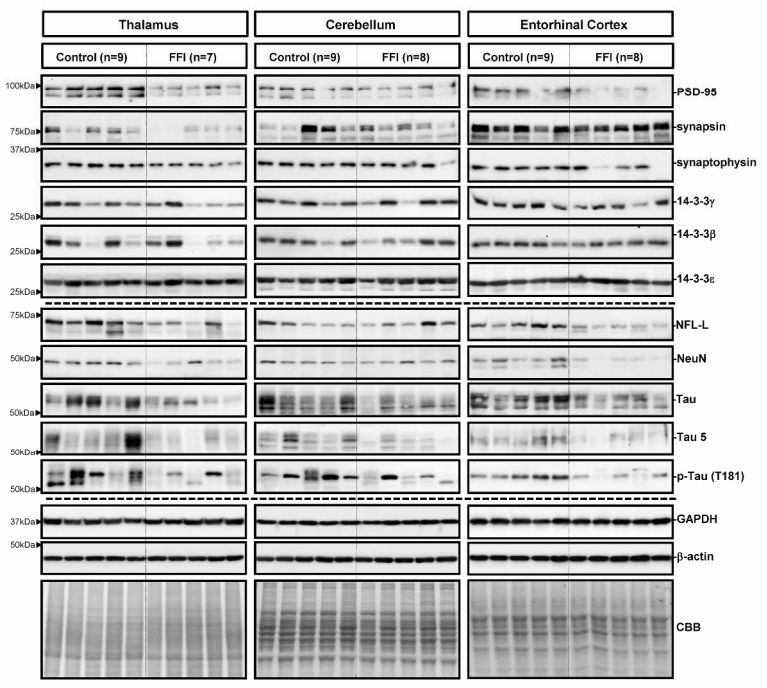 Thalamus
Cerebellum
Entorhinal Cortex
Control (n=9)
FFI (n=7)
Control (n=9)
FFI (n=8)
Control (n=9)
FFI (n=8)
100kDa
PSD-95
75kDa
synapsin
37kDa
synaptophysin
14-3-3γ
25kDa
14-3-3β
25kDa
14-3-3ε
25kDa
75kDa
NFL-L
50kDa
NeuN
Tau
50kDa
Tau 5
50kDa
p-Tau (T181)
50kDa
GAPDH
37kDa
50kDa
β-actin
CBB